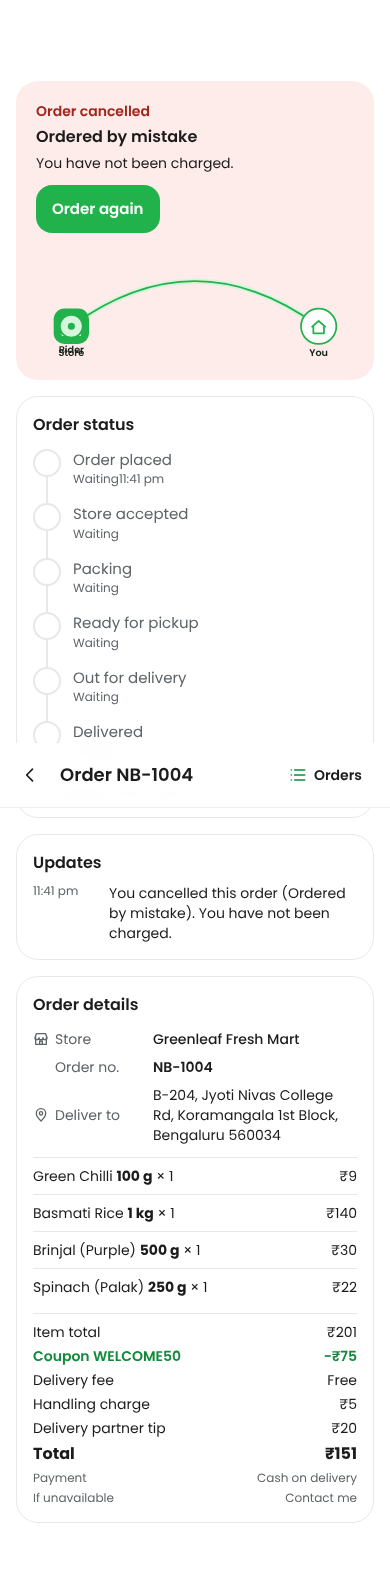 Order cancelled
Ordered by mistake
You have not been charged.
Order again
Rider
Store
You
Order status
Order placed
Waiting11:41 pm
Store accepted
Waiting
Packing
Waiting
Ready for pickup
Waiting
Out for delivery
Waiting
Delivered
Order NB-1004 Orders
Updates
11:41 pm You cancelled this order (Ordered
by mistake). You have not been
charged.
Order details
Store Greenleaf Fresh Mart
Order no. NB-1004
B-204, Jyoti Nivas College
Deliver to Rd, Koramangala 1st Block,
Bengaluru 560034
Green Chilli 100 g × 1 ₹9
Basmati Rice 1 kg × 1 ₹140
Brinjal (Purple) 500 g × 1 ₹30
Spinach (Palak) 250 g × 1 ₹22
Item total ₹201
Coupon WELCOME50 -₹75
Delivery fee Free
Handling charge ₹5
Delivery partner tip ₹20
Total ₹151
Payment Cash on delivery
If unavailable Contact me